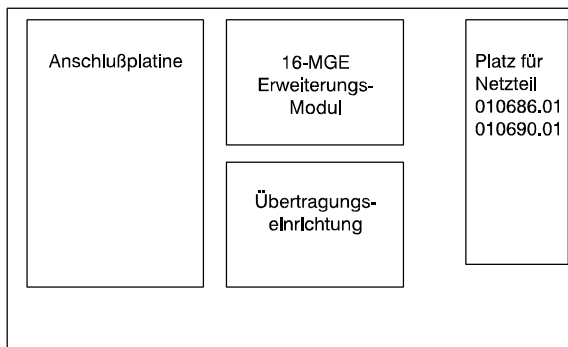 Anschlußplatine
16-MGE
Erweiterungs-
Modul
Übertragungs-
einrichtung
Platz für
Netzteil
010686.01
010690.01